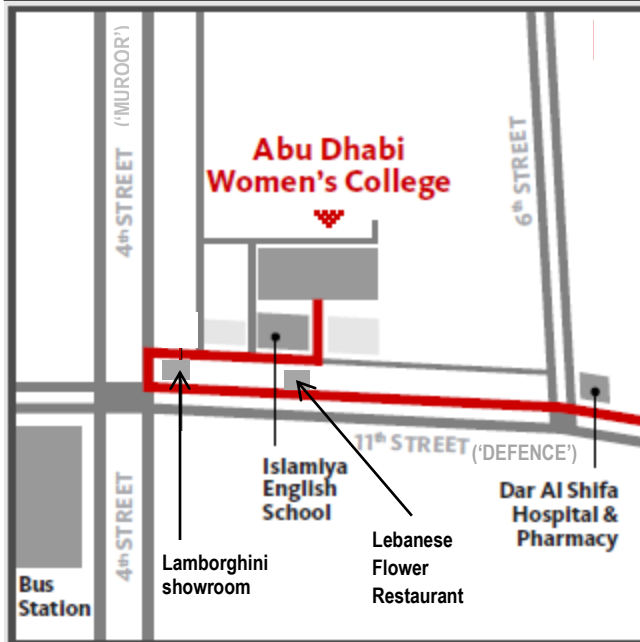 ('MUROOR')
4th STREET
6th STREET
Abu Dhabi
Women's College
11th STREET
('DEFENCE')
Islamiya
English
School
Dar Al Shifa
Hospital &
Pharmacy
4th STREET
Lamborghini
showroom
Lebanese
Flower
Restaurant
Bus
Station